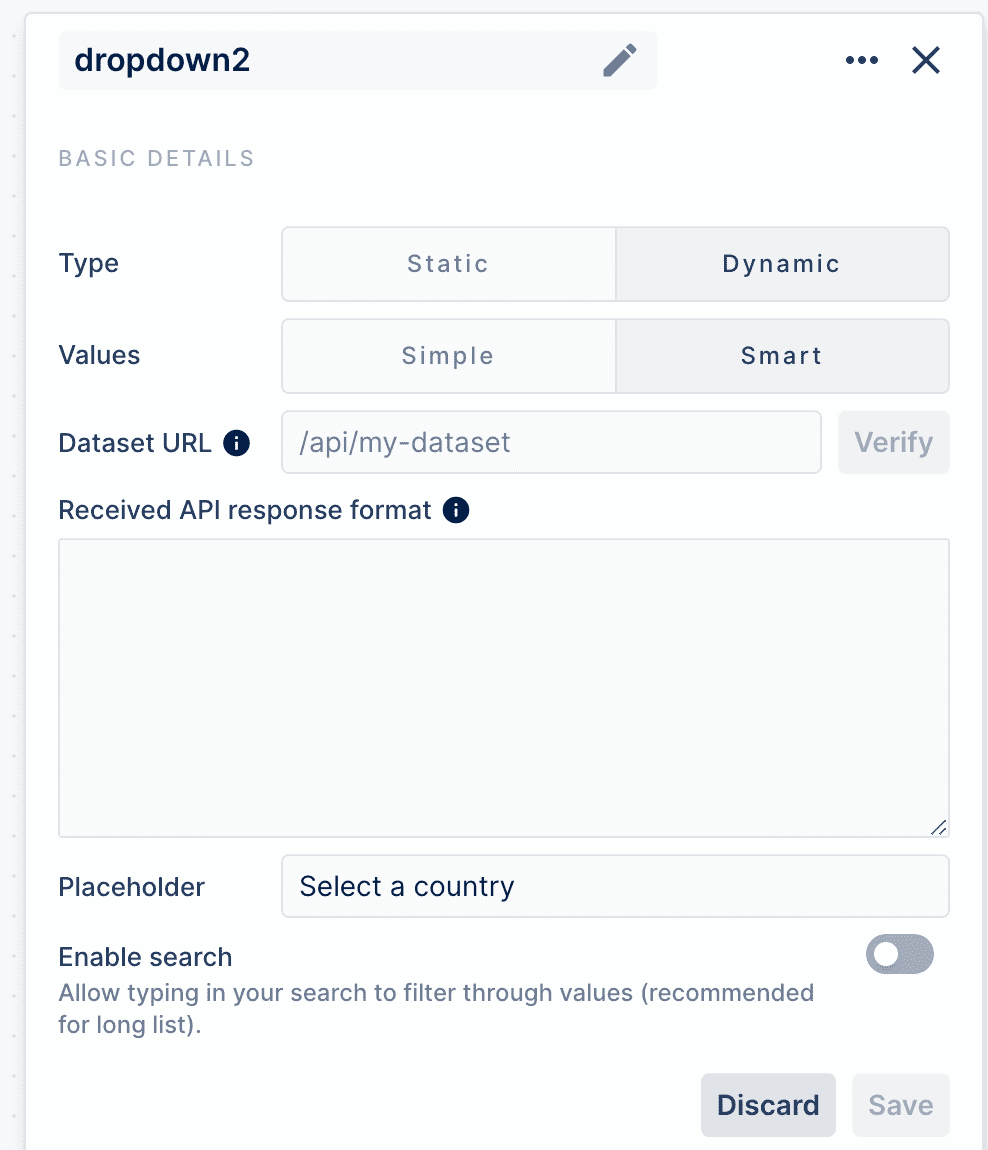 dropdown2
BASIC DETAILS
Type
Static
Dynamic
Values
Simple
Smart
Dataset URL
/api/my-dataset
Verify
Received API response format
Placeholder
Select a country
Enable search
Allow typing in your search to filter through values (recommended
for long list).
Discard
Save